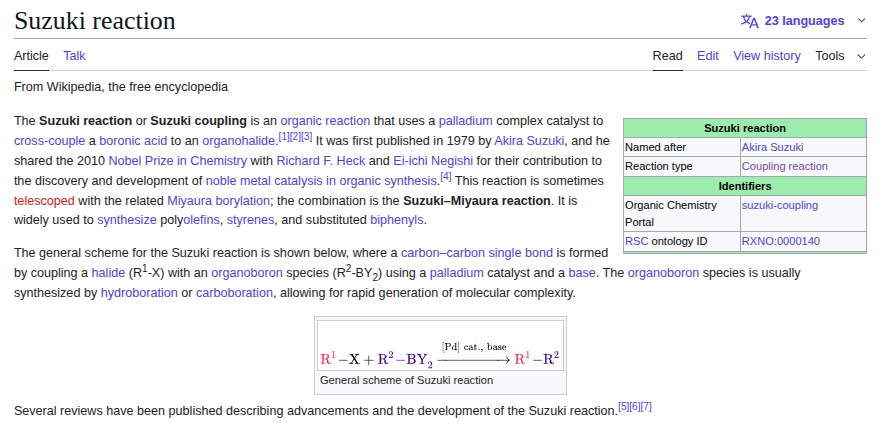 Suzuki reaction
23 languages
Article Talk
Read Edit View history Tools
From Wikipedia, the free encyclopedia
The Suzuki reaction or Suzuki coupling is an organic reaction that uses a palladium complex catalyst to
cross-couple a boronic acid to an organohalide.[1][2][3] It was first published in 1979 by Akira Suzuki, and he
shared the 2010 Nobel Prize in Chemistry with Richard F. Heck and Ei-ichi Negishi for their contribution to
the discovery and development of noble metal catalysis in organic synthesis.[4] This reaction is sometimes
telescoped with the related Miyaura borylation; the combination is the Suzuki–Miyaura reaction. It is
widely used to synthesize polyolefins, styrenes, and substituted biphenyls.
Suzuki reaction
Named after Akira Suzuki
Reaction type Coupling reaction
Identifiers
Organic Chemistry suzuki-coupling
Portal
RSC ontology ID RXNO:0000140
The general scheme for the Suzuki reaction is shown below, where a carbon–carbon single bond is formed
by coupling a halide (R¹-X) with an organoboron species (R²-BY₂) using a palladium catalyst and a base. The organoboron species is usually
synthesized by hydroboration or carboboration, allowing for rapid generation of molecular complexity.
[Pd] cat., base
R¹−X + R²−BY₂ ⟶ R¹−R²
General scheme of Suzuki reaction
Several reviews have been published describing advancements and the development of the Suzuki reaction.[5][6][7]